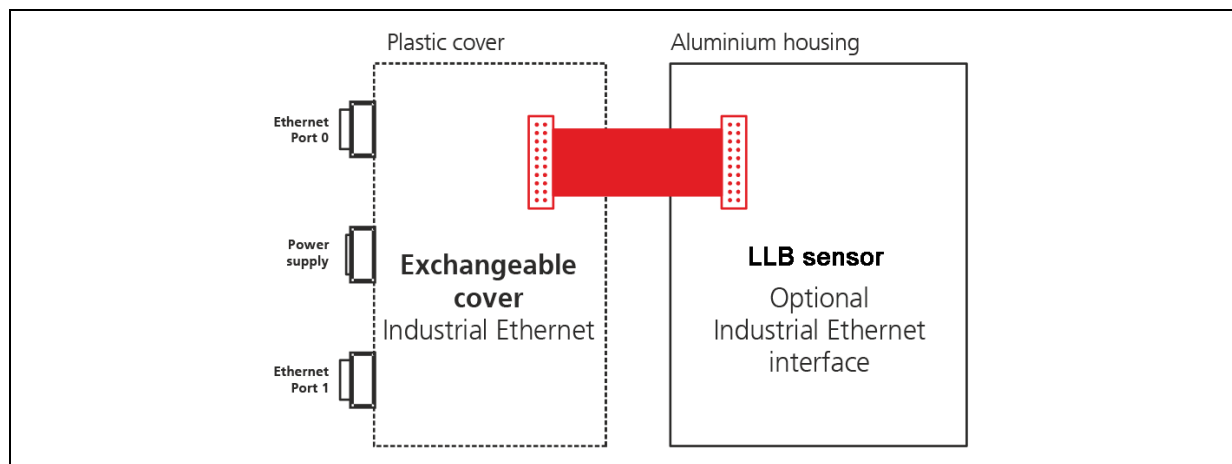 Plastic cover
Aluminium housing
Ethernet
Port 0
Power
supply
Ethernet
Port 1
Exchangeable
cover
Industrial Ethernet
LLB sensor
Optional
Industrial Ethernet
interface